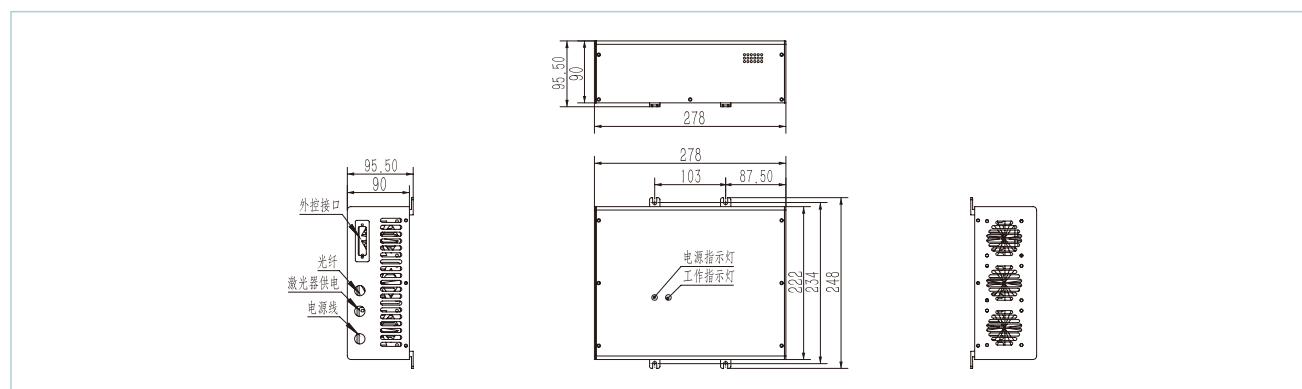 95.50
90
278
95.50
90
外控接口
光纤
激光器供电
电源线
278
103
87.50
电源指示灯
工作指示灯
222
234
248